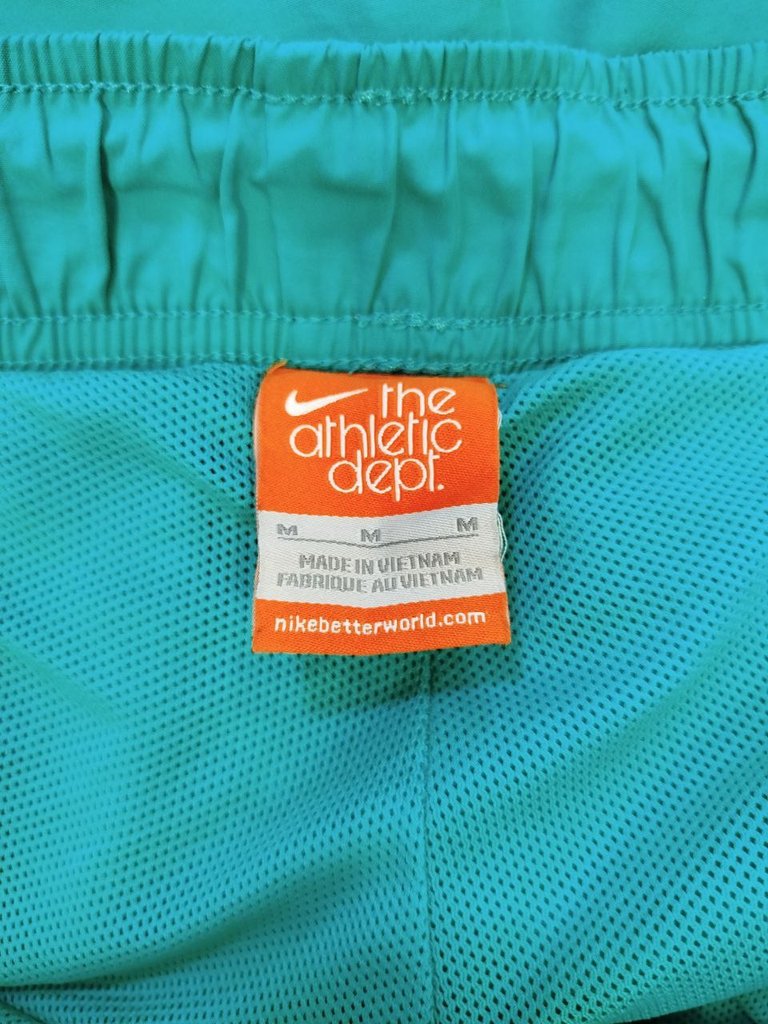 the
athletic
dept.
M M M
MADE IN VIETNAM
FABRIQUE AU VIETNAM
nikebetterworld.com